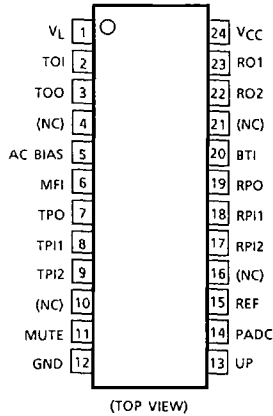 VL 1 24 VCC
TOI 2 23 RO1
TOO 3 22 RO2
(NC) 4 21 (NC)
AC BIAS 5 20 BTI
MFI 6 19 RPO
TPO 7 18 RPI1
TPI1 8 17 RPI2
TPI2 9 16 (NC)
(NC) 10 15 REF
MUTE 11 14 PADC
GND 12 13 UP
(TOP VIEW)